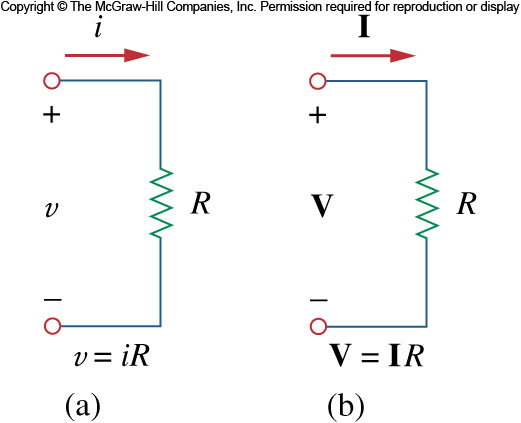 Copyright © The McGraw-Hill Companies, Inc. Permission required for reproduction or display
i I
+ +
v R V R
− −
v = iR V = IR
(a) (b)